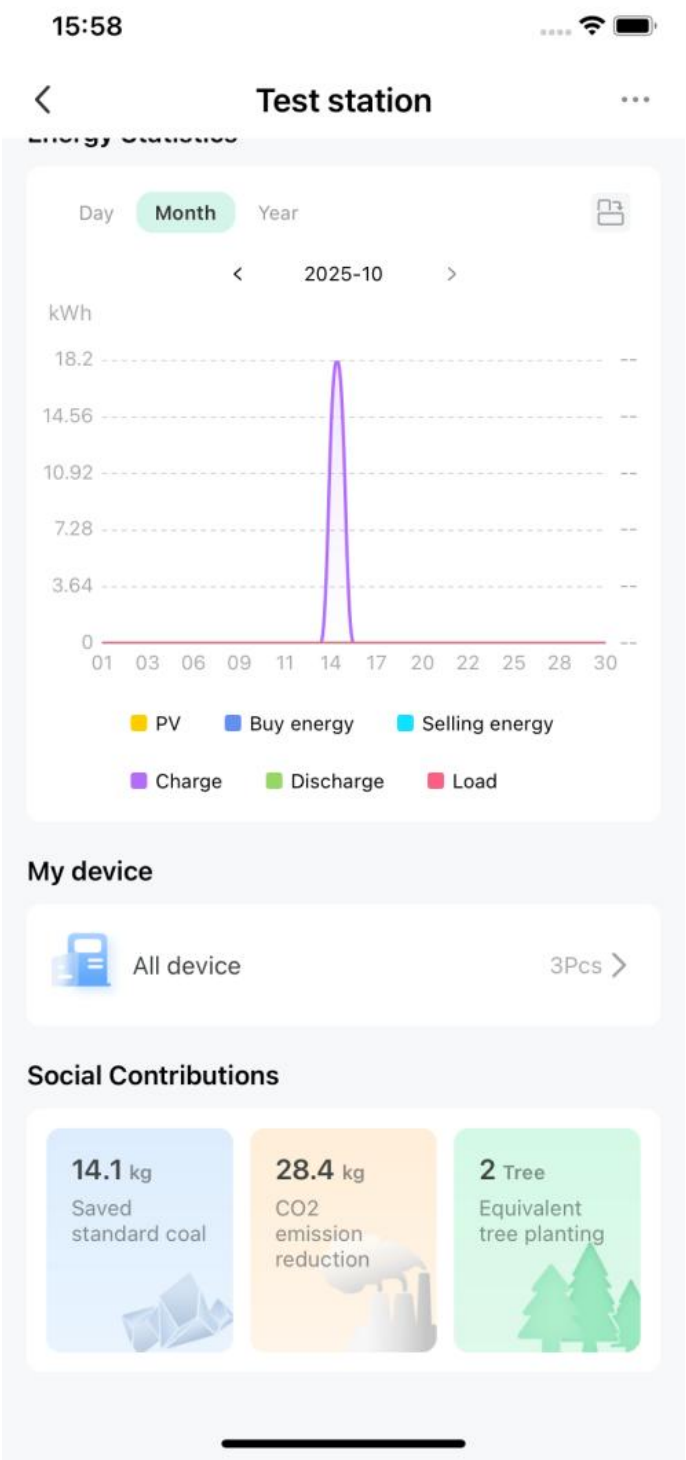 15:58
Test station
Energy Statistics
Day Month Year
2025-10
kWh
18.2 --
14.56 --
10.92 --
7.28 --
3.64 --
0 --
01 03 06 09 11 14 17 20 22 25 28 30
PV Buy energy Selling energy
Charge Discharge Load
My device
All device 3Pcs
Social Contributions
14.1 kg 28.4 kg 2 Tree
Saved CO2 Equivalent
standard coal emission tree planting
reduction